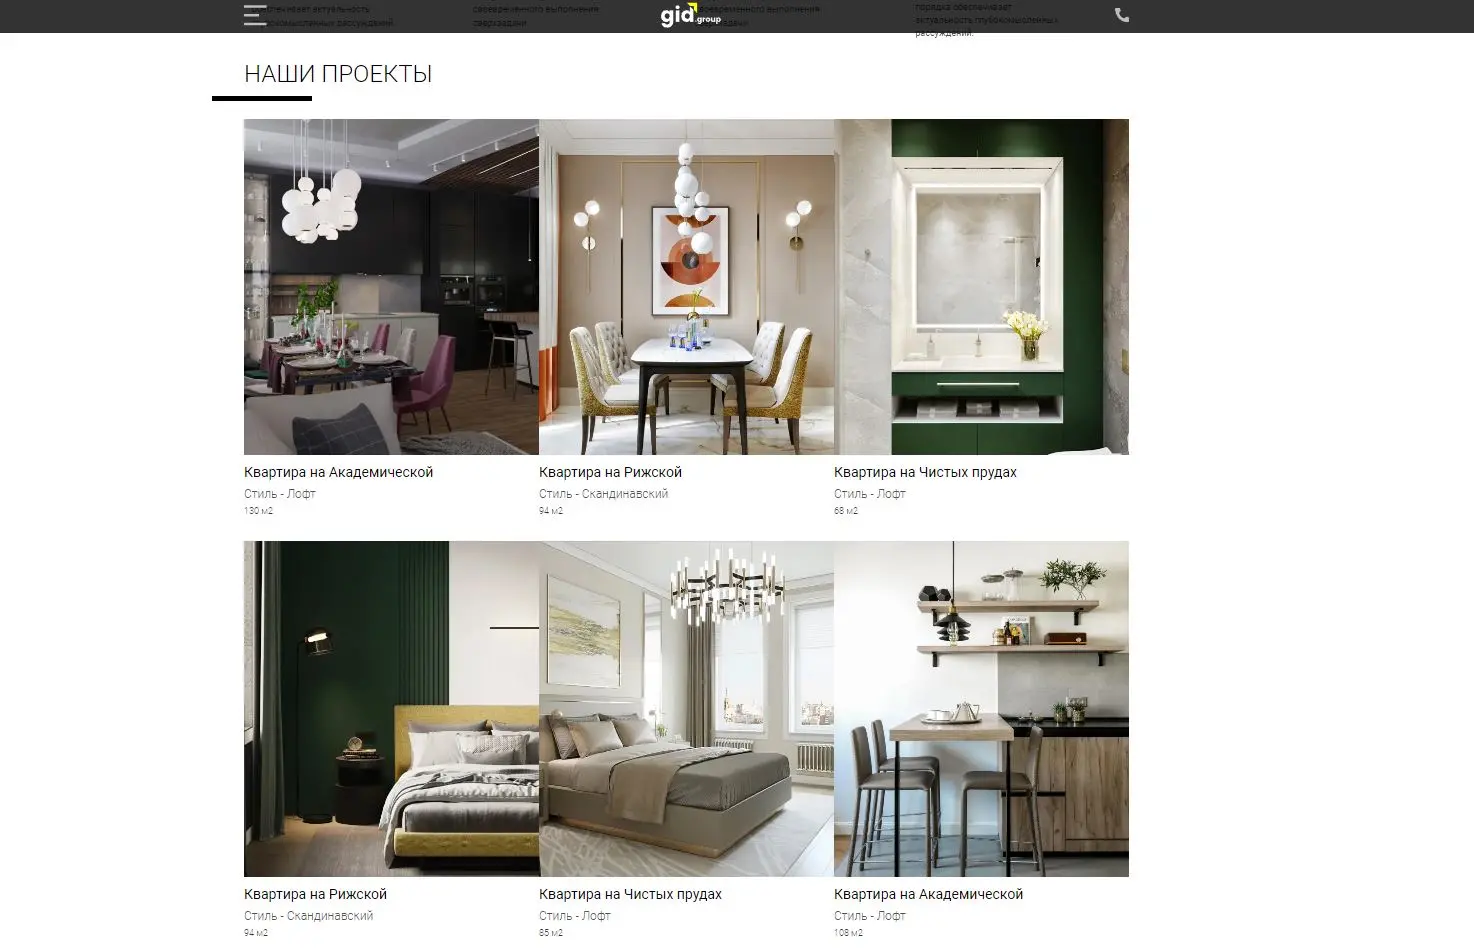 актуальность
рассуждений.
своевременного выполнения
сверхзадачи.
своевременного выполнения
сверхзадачи.
порядка обеспечивает
актуальность глубокомысленных
рассуждений.
gid.group
НАШИ ПРОЕКТЫ
Квартира на Академической
Стиль - Лофт
130 м2
Квартира на Рижской
Стиль - Скандинавский
94 м2
Квартира на Чистых прудах
Стиль - Лофт
68 м2
Квартира на Рижской
Стиль - Скандинавский
94 м2
Квартира на Чистых прудах
Стиль - Лофт
85 м2
Квартира на Академической
Стиль - Лофт
108 м2